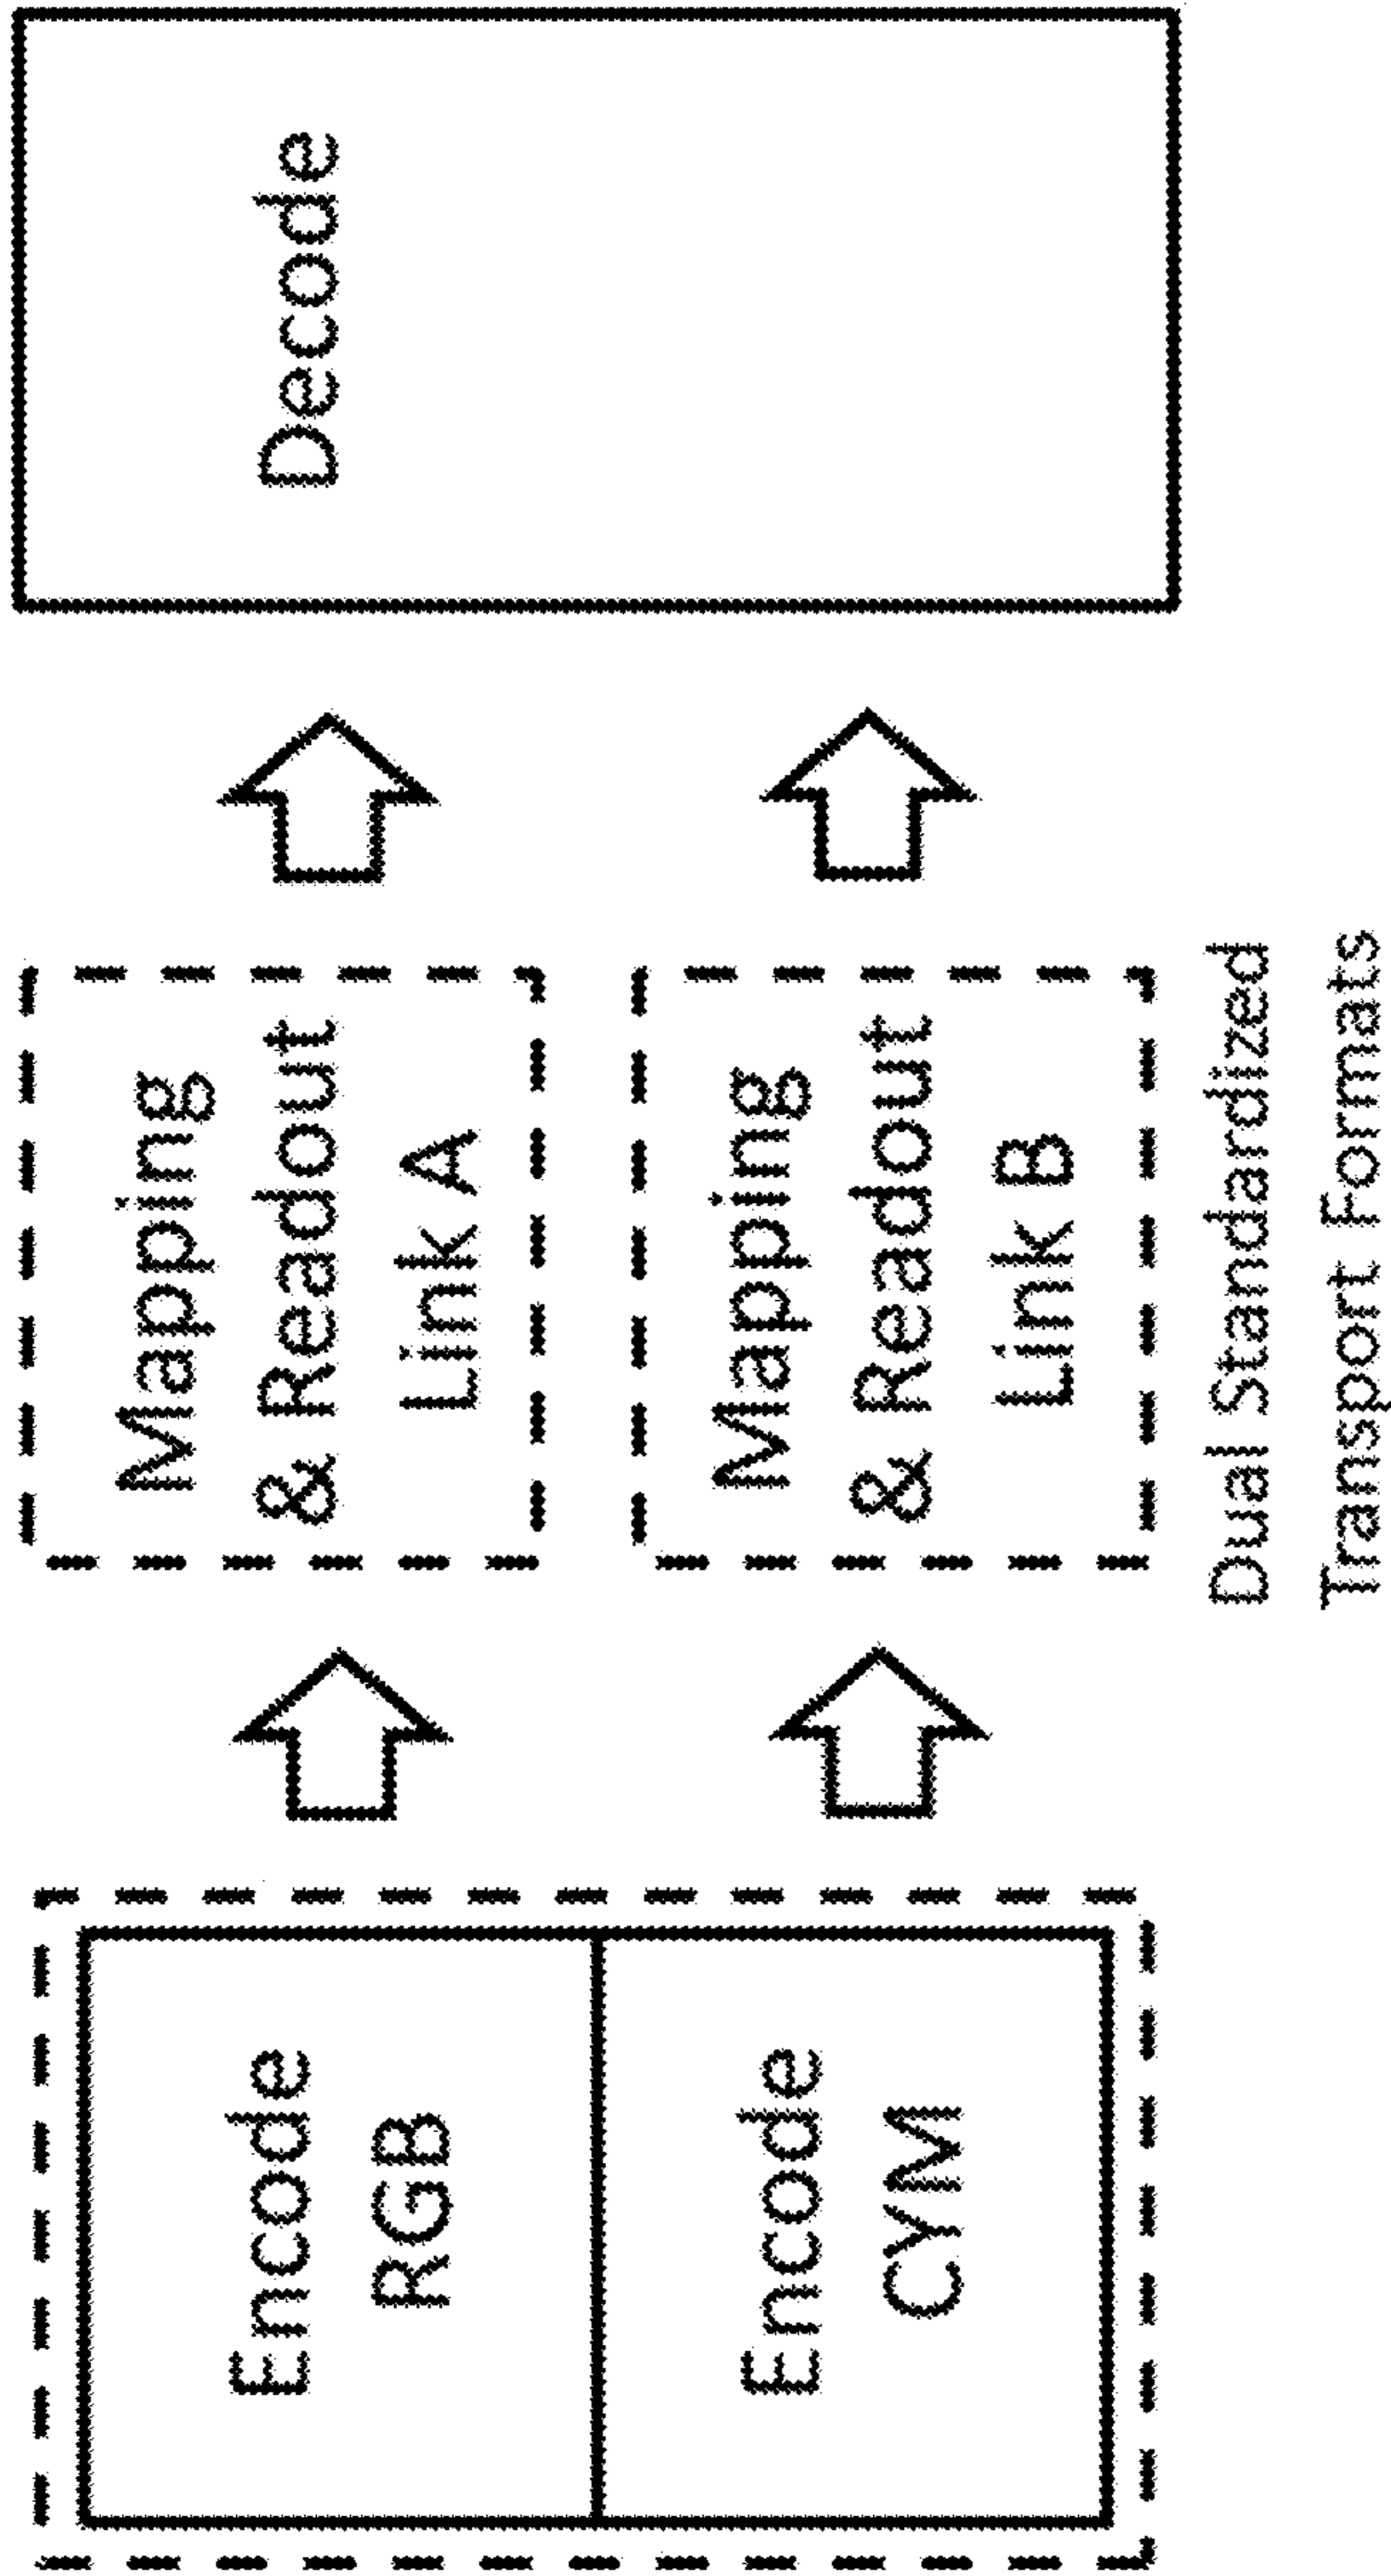 Encode
RGB
Encode
CYM
Mapping
& Readout
Link A
Mapping
& Readout
Link B
Dual Standardized
Transport Formats
Decode